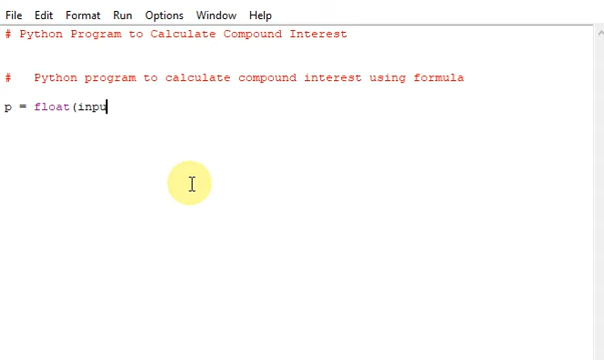 File Edit Format Run Options Window Help
# Python Program to Calculate Compound Interest
# Python program to calculate compound interest using formula
p = float(inpu